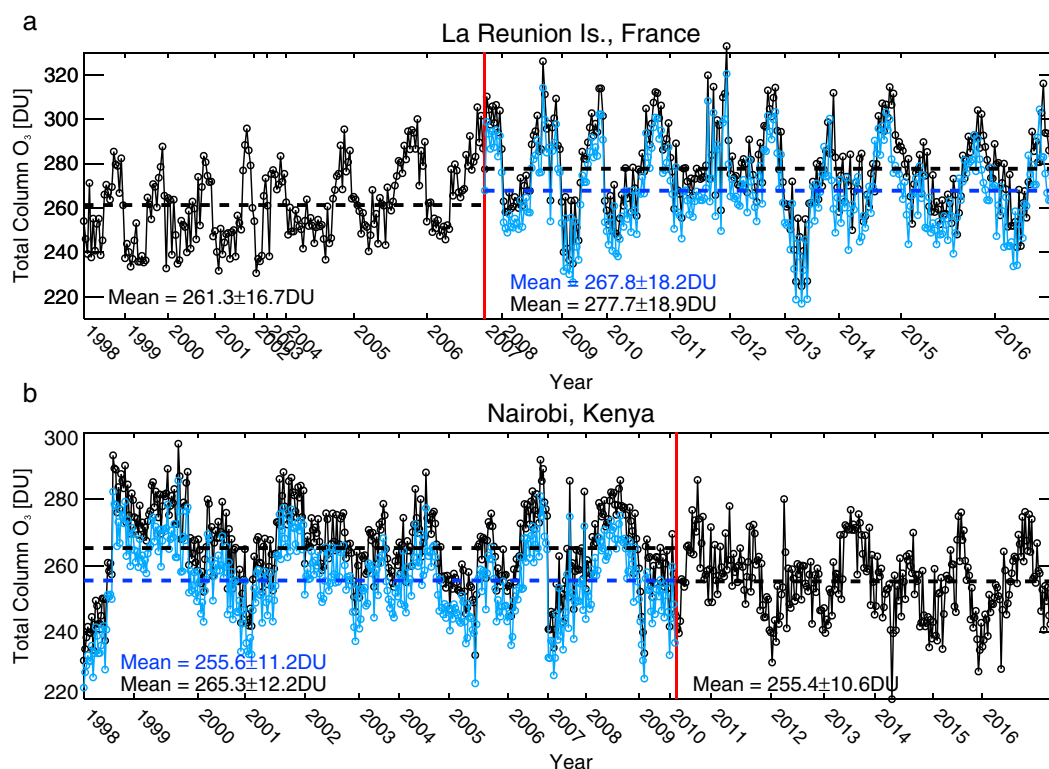 a
La Reunion Is., France
Total Column O3 [DU]
320
300
280
260
240
220
Mean = 261.3±16.7DU
Mean = 267.8±18.2DU
Mean = 277.7±18.9DU
1998 1999 2000 2001 2002 2003 2004 2005 2006 2007 2008 2009 2010 2011 2012 2013 2014 2015 2016
Year
b
Nairobi, Kenya
Total Column O3 [DU]
300
280
260
240
220
Mean = 255.6±11.2DU
Mean = 265.3±12.2DU
Mean = 255.4±10.6DU
1998 1999 2000 2001 2002 2003 2004 2005 2006 2007 2008 2009 2010 2011 2012 2013 2014 2015 2016
Year